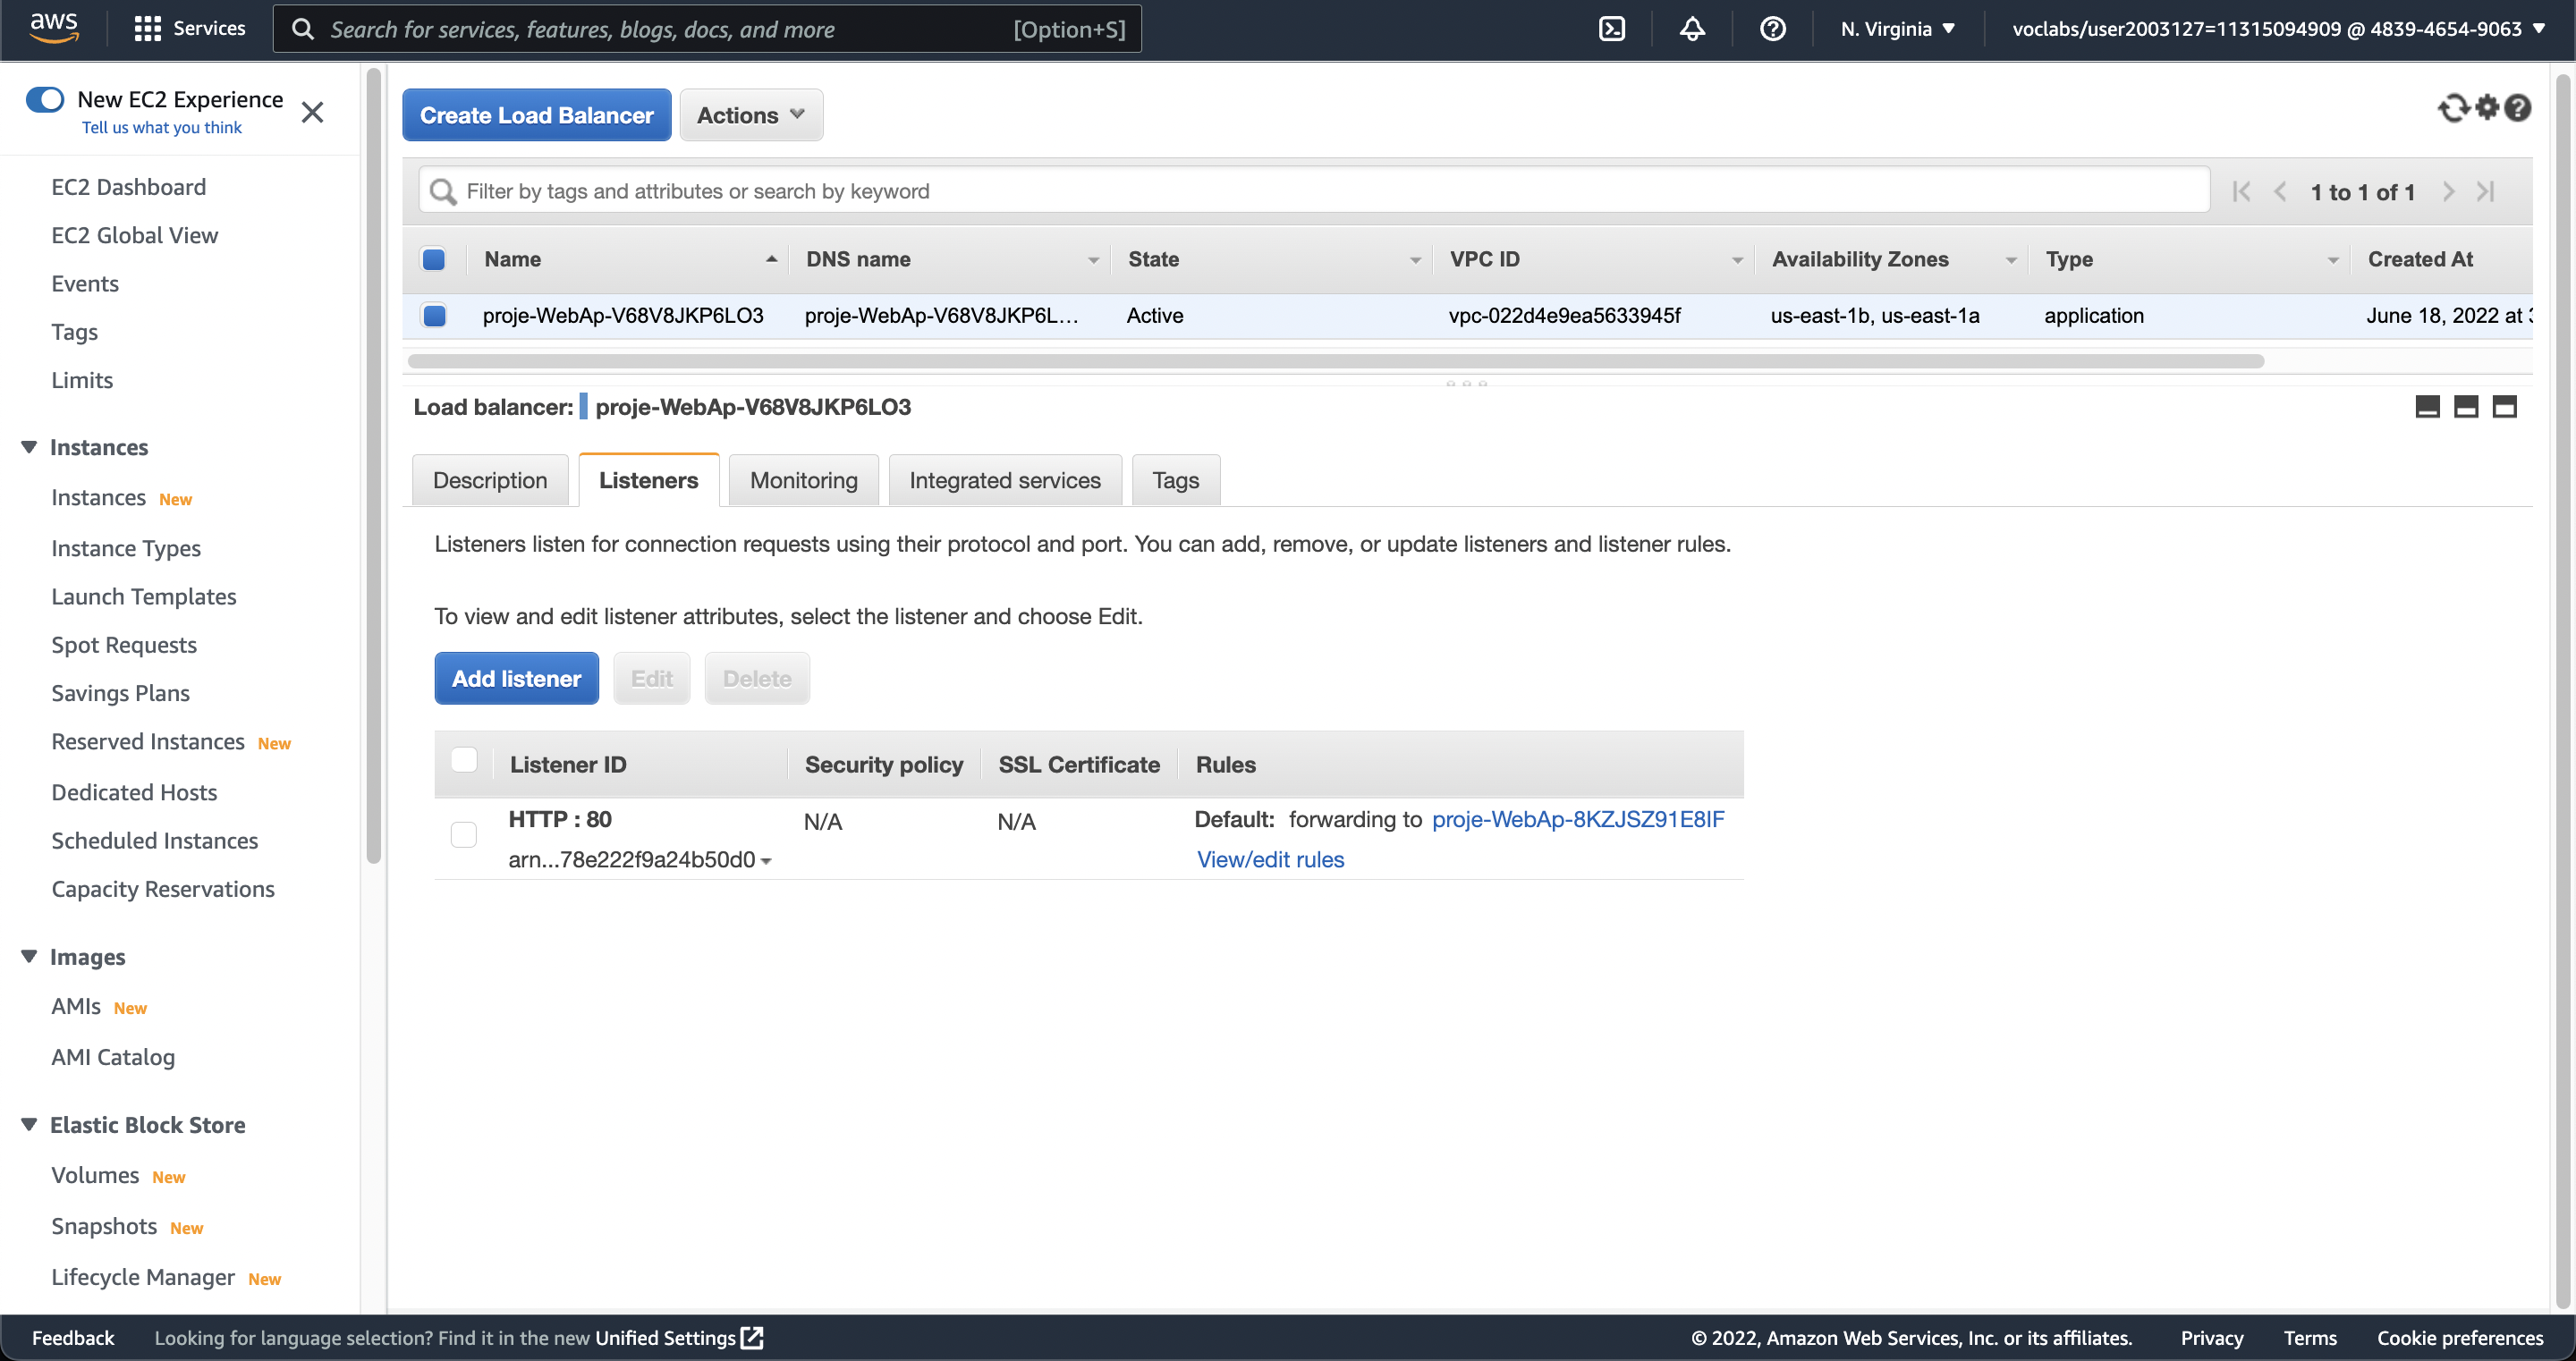 aws
Services
Search for services, features, blogs, docs, and more [Option+S]
N. Virginia
voclabs/user2003127=11315094909 @ 4839-4654-9063
New EC2 Experience
Tell us what you think
EC2 Dashboard
EC2 Global View
Events
Tags
Limits
Instances
Instances New
Instance Types
Launch Templates
Spot Requests
Savings Plans
Reserved Instances New
Dedicated Hosts
Scheduled Instances
Capacity Reservations
Images
AMIs New
AMI Catalog
Elastic Block Store
Volumes New
Snapshots New
Lifecycle Manager New
Create Load Balancer Actions
Filter by tags and attributes or search by keyword
1 to 1 of 1
Name DNS name State VPC ID Availability Zones Type Created At
proje-WebAp-V68V8JKP6LO3 proje-WebAp-V68V8JKP6L... Active vpc-022d4e9ea5633945f us-east-1b, us-east-1a application June 18, 2022 at
Load balancer: proje-WebAp-V68V8JKP6LO3
Description Listeners Monitoring Integrated services Tags
Listeners listen for connection requests using their protocol and port. You can add, remove, or update listeners and listener rules.
To view and edit listener attributes, select the listener and choose Edit.
Add listener Edit Delete
Listener ID Security policy SSL Certificate Rules
HTTP : 80 N/A N/A Default: forwarding to proje-WebAp-8KZJSZ91E8IF
arn...78e222f9a24b50d0 View/edit rules
Feedback Looking for language selection? Find it in the new Unified Settings
© 2022, Amazon Web Services, Inc. or its affiliates. Privacy Terms Cookie preferences